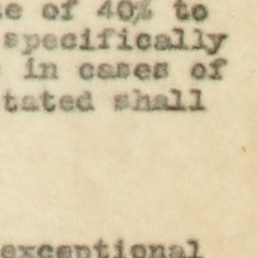 e of 40% to
specifically
in cases of
tated shall
exceptional